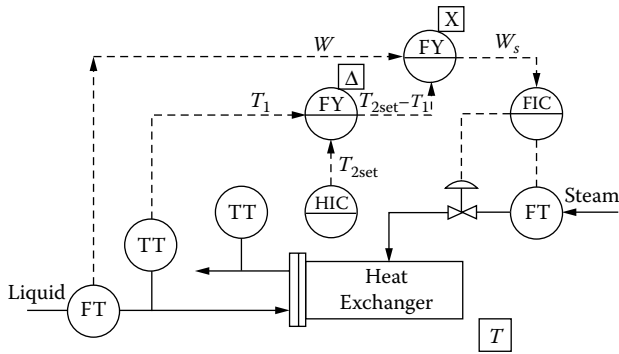 X
W
FY
W_s
Δ
T_1
FY
T_2set–T_1
FIC
T_2set
HIC
TT
TT
FT
Steam
Liquid
FT
Heat
Exchanger
T